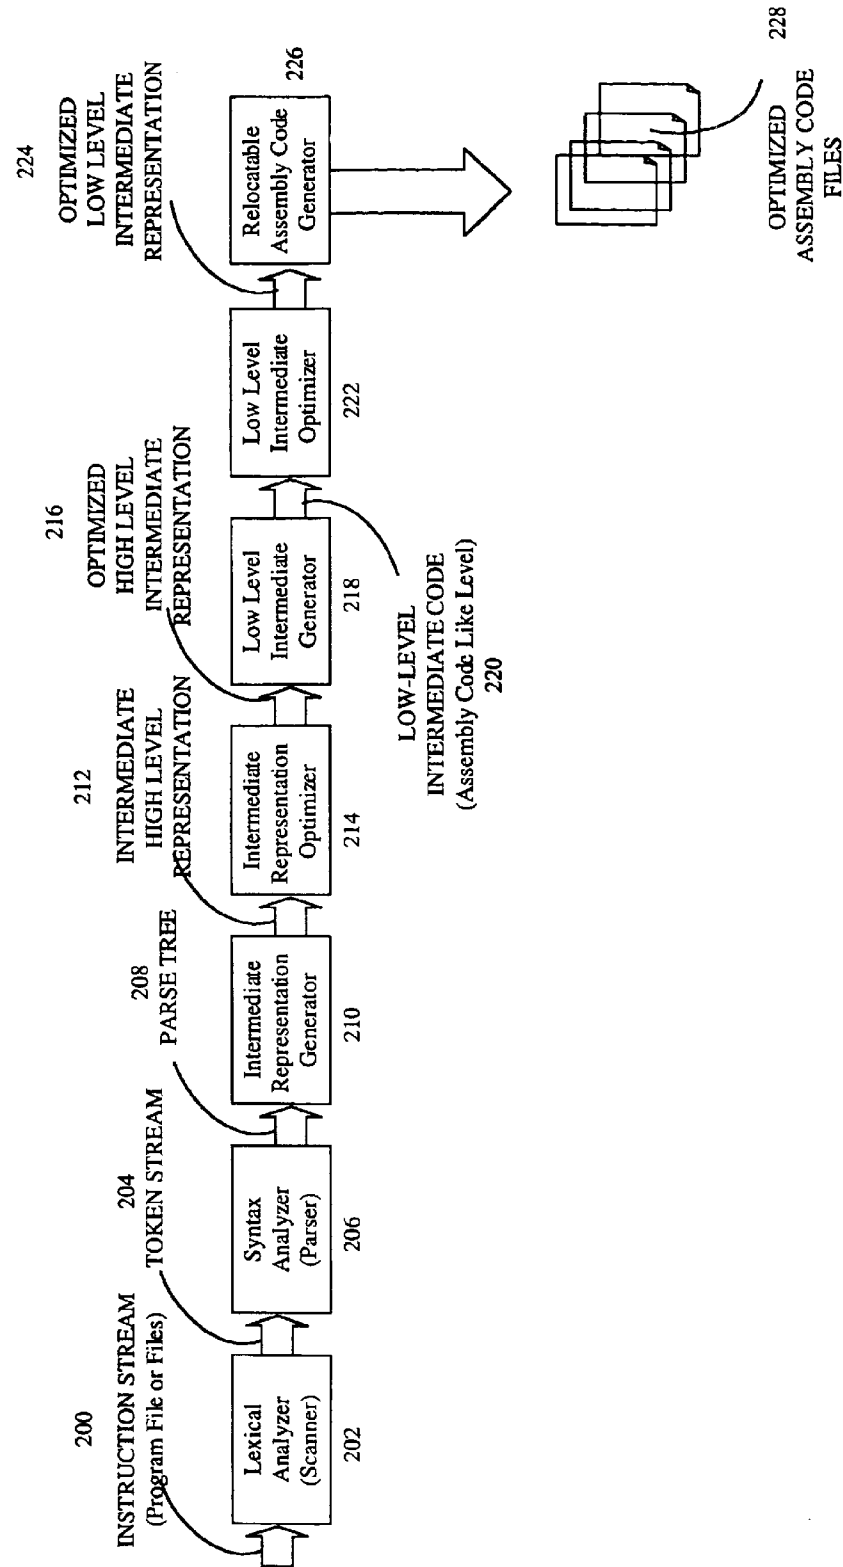 200
INSTRUCTION STREAM
(Program File or Files)
Lexical
Analyzer
(Scanner)
202
204
TOKEN STREAM
Syntax
Analyzer
(Parser)
206
208
PARSE TREE
Intermediate
Representation
Generator
210
212
INTERMEDIATE
HIGH LEVEL
REPRESENTATION
Intermediate
Representation
Optimizer
214
216
OPTIMIZED
HIGH LEVEL
INTERMEDIATE
REPRESENTATION
Low Level
Intermediate
Generator
218
LOW-LEVEL
INTERMEDIATE CODE
(Assembly Code Like Level)
220
Low Level
Intermediate
Optimizer
222
224
OPTIMIZED
LOW LEVEL
INTERMEDIATE
REPRESENTATION
Relocatable
Assembly Code
Generator
226
228
OPTIMIZED
ASSEMBLY CODE
FILES